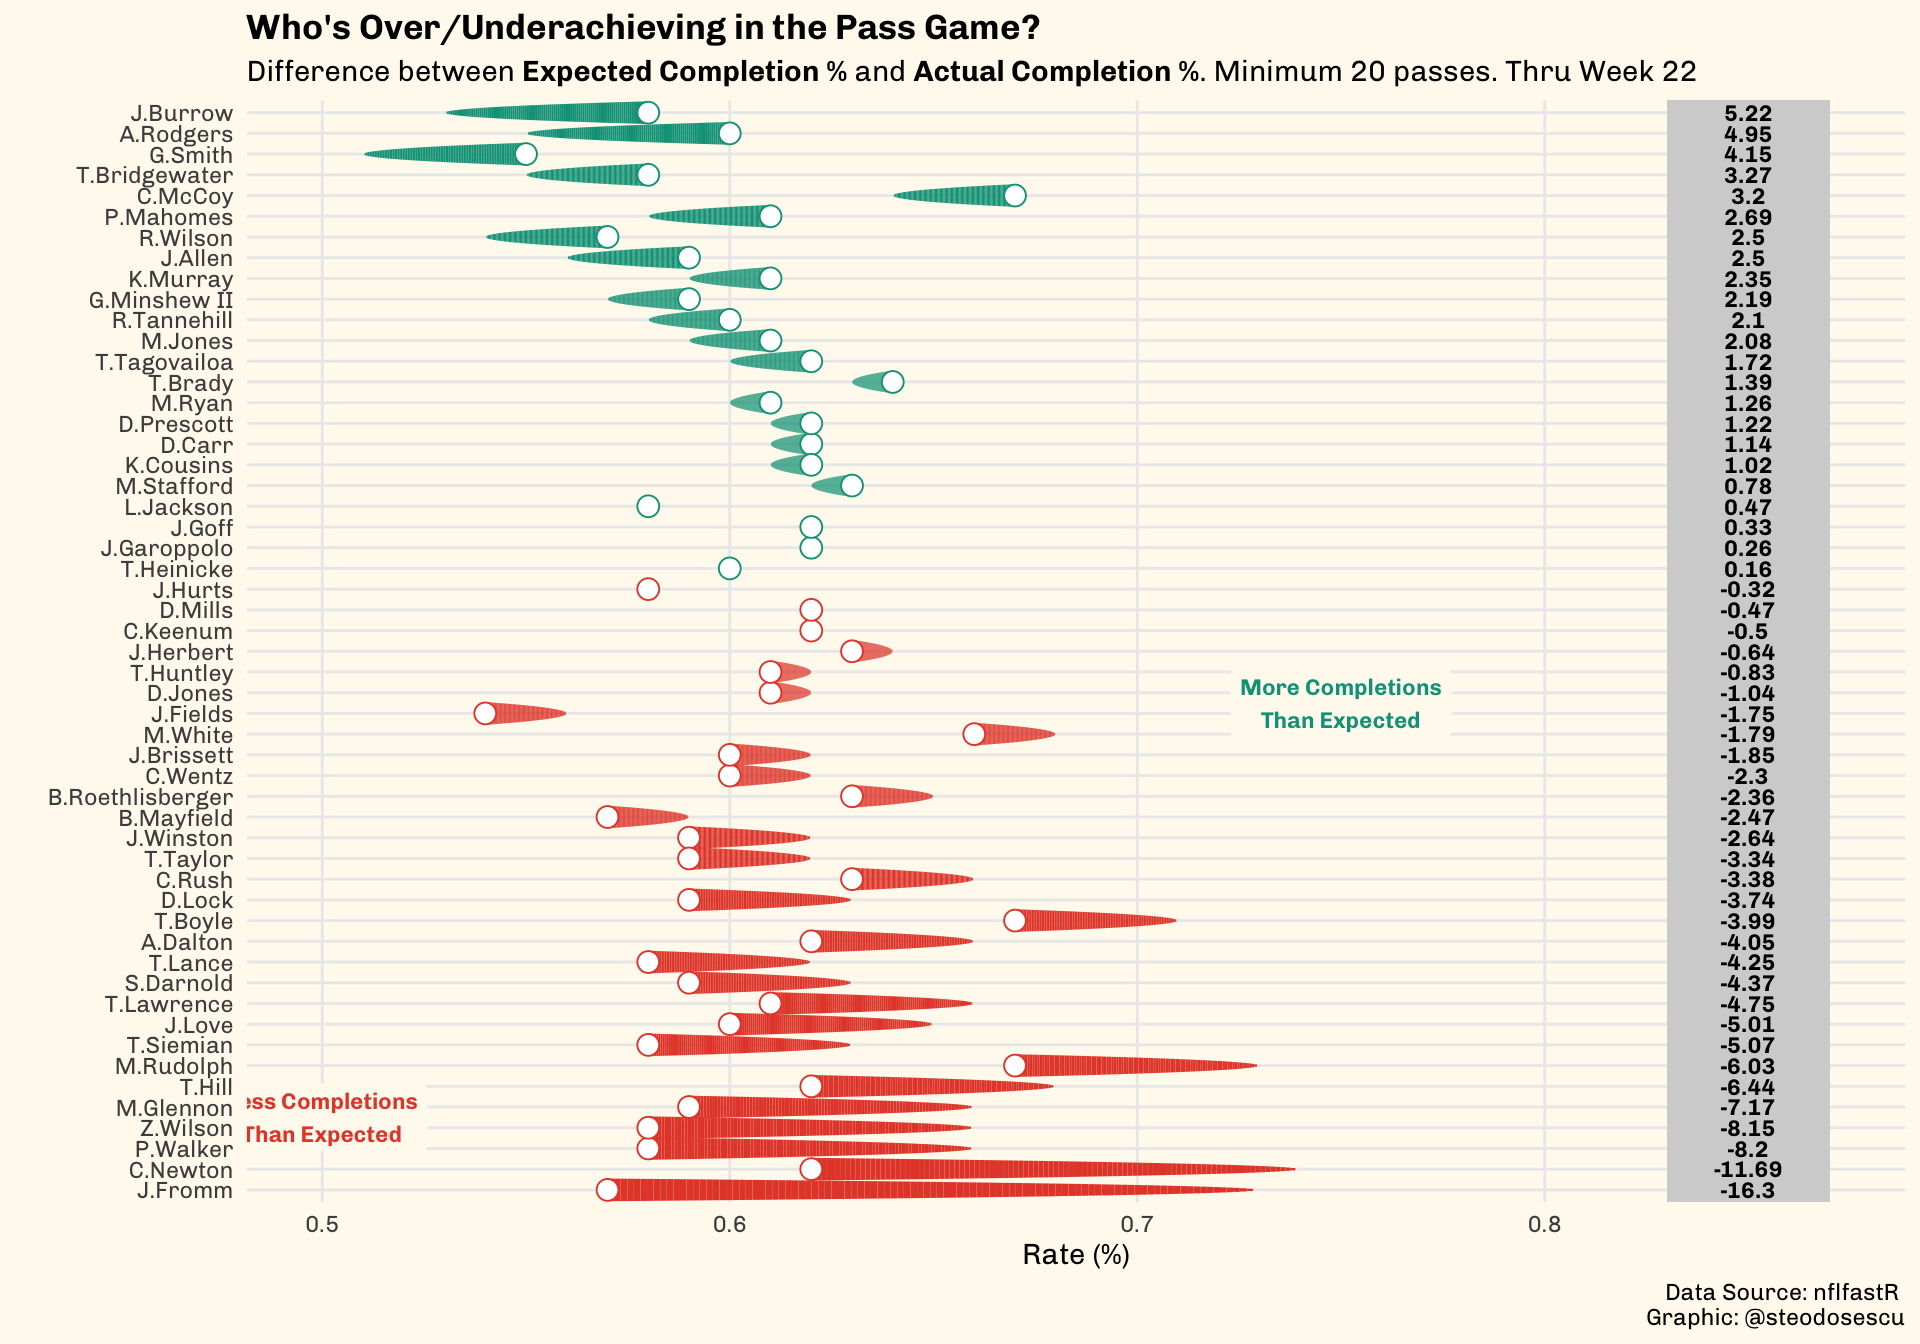 Who's Over/Underachieving in the Pass Game?
Difference between Expected Completion % and Actual Completion %. Minimum 20 passes. Thru Week 22
J.Burrow 5.22
A.Rodgers 4.95
G.Smith 4.15
T.Bridgewater 3.27
C.McCoy 3.2
P.Mahomes 2.69
R.Wilson 2.5
J.Allen 2.5
K.Murray 2.35
G.Minshew II 2.19
R.Tannehill 2.1
M.Jones 2.08
T.Tagovailoa 1.72
T.Brady 1.39
M.Ryan 1.26
D.Prescott 1.22
D.Carr 1.14
K.Cousins 1.02
M.Stafford 0.78
L.Jackson 0.47
J.Goff 0.33
J.Garoppolo 0.26
T.Heinicke 0.16
J.Hurts -0.32
D.Mills -0.47
C.Keenum -0.5
J.Herbert -0.64
T.Huntley -0.83
D.Jones -1.04
More Completions
Than Expected
J.Fields -1.75
M.White -1.79
J.Brissett -1.85
C.Wentz -2.3
B.Roethlisberger -2.36
B.Mayfield -2.47
J.Winston -2.64
T.Taylor -3.34
C.Rush -3.38
D.Lock -3.74
T.Boyle -3.99
A.Dalton -4.05
T.Lance -4.25
S.Darnold -4.37
T.Lawrence -4.75
J.Love -5.01
T.Siemian -5.07
M.Rudolph -6.03
T.Hill -6.44
ess Completions
Than Expected
M.Glennon -7.17
Z.Wilson -8.15
P.Walker -8.2
C.Newton -11.69
J.Fromm -16.3
0.5 0.6 0.7 0.8
Rate (%)
Data Source: nflfastR
Graphic: @steodosescu